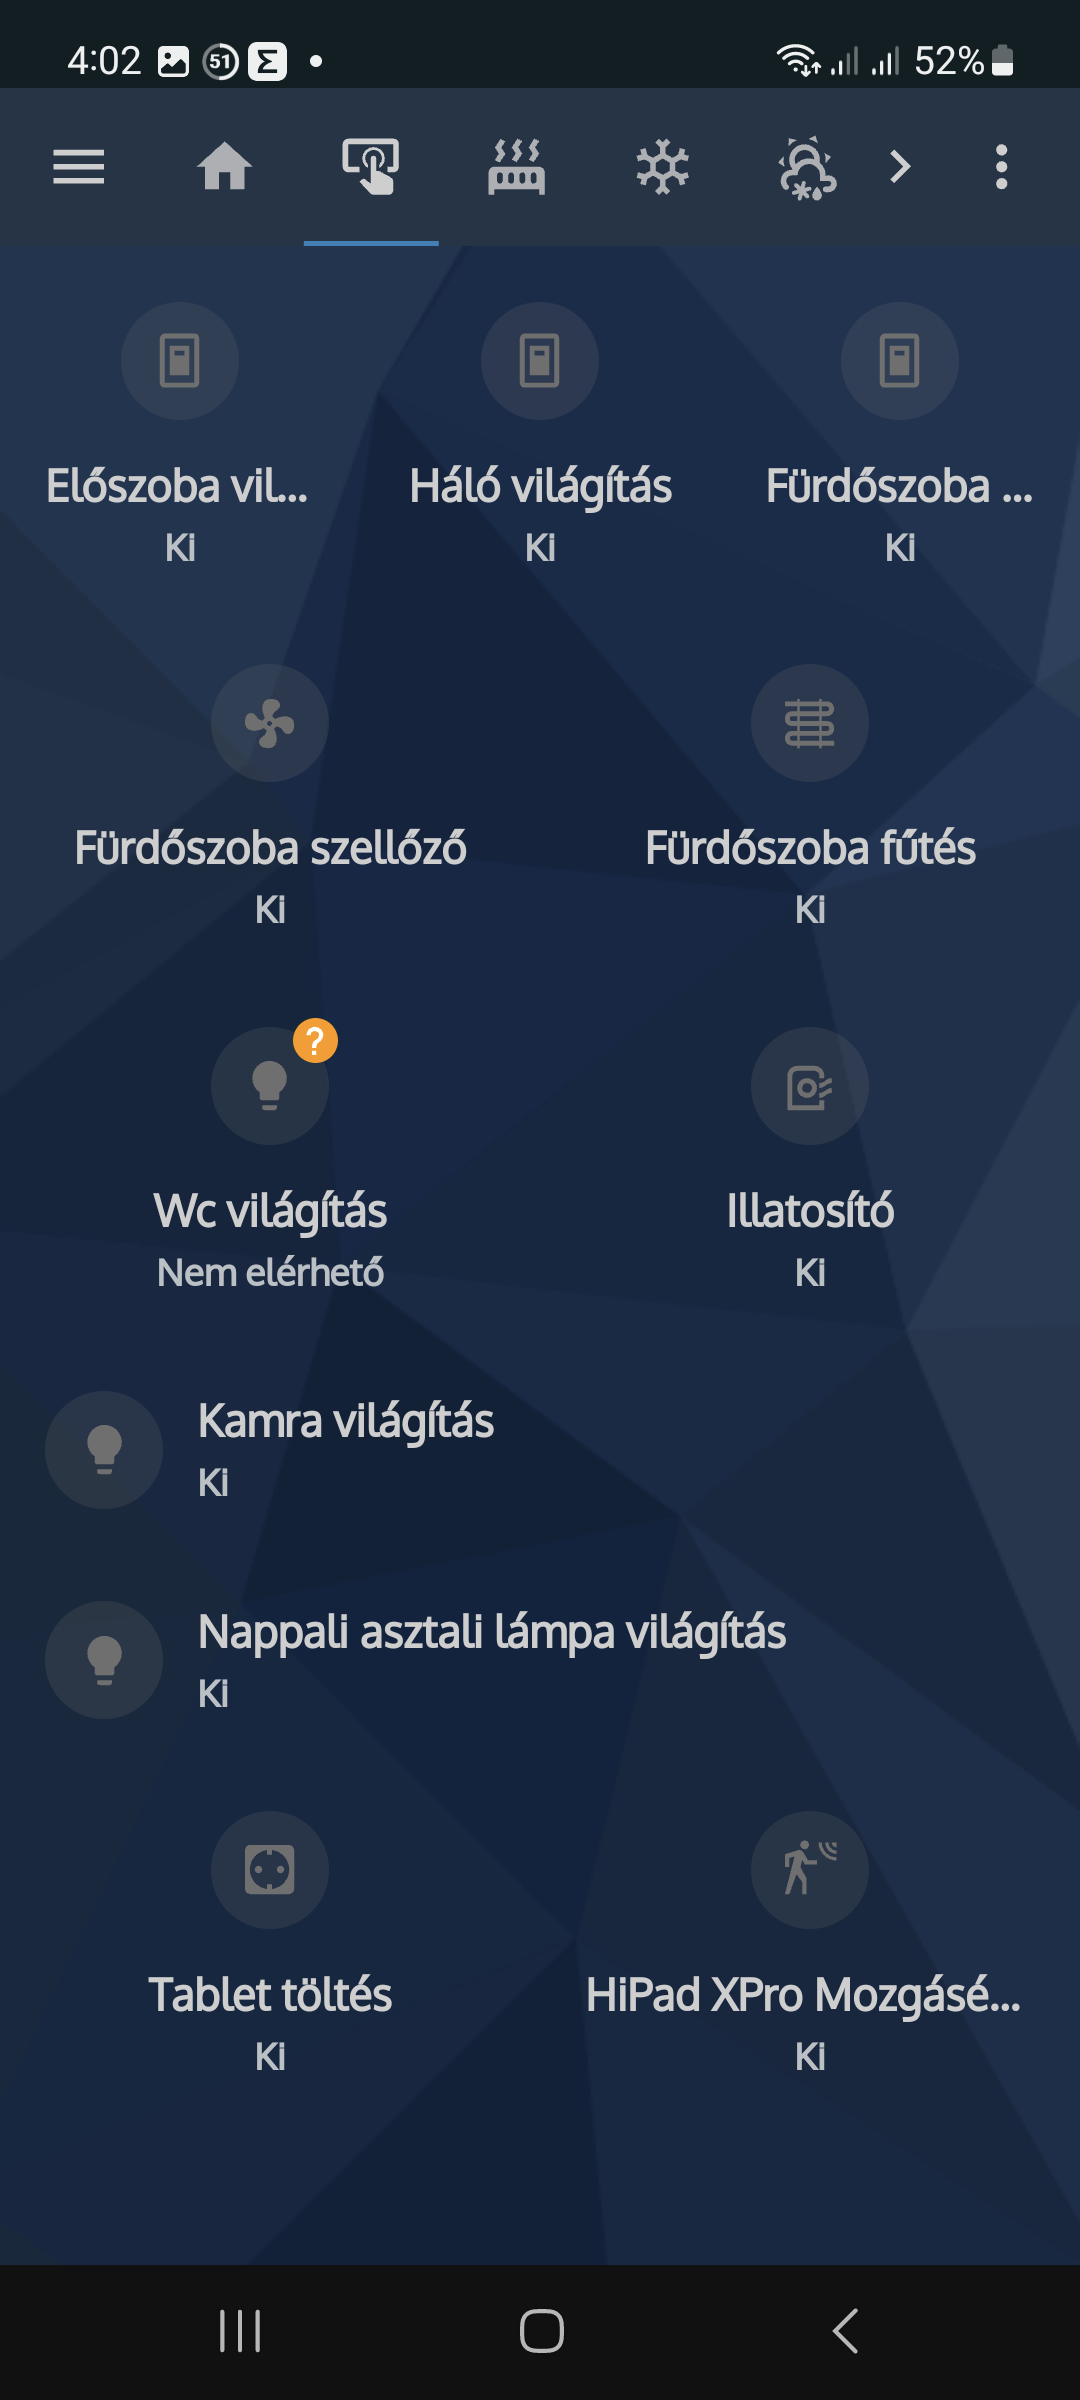 4:02 51 52%
Előszoba vil... Háló világítás Fürdőszoba ...
Ki Ki Ki
Fürdőszoba szellőző Fürdőszoba fűtés
Ki Ki
?
Wc világítás Illatosító
Nem elérhető Ki
Kamra világítás
Ki
Nappali asztali lámpa világítás
Ki
Tablet töltés HiPad XPro Mozgásé...
Ki Ki